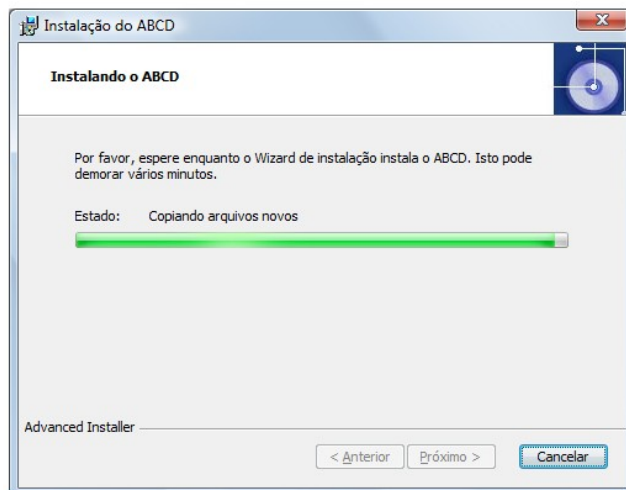 Instalação do ABCD
Instalando o ABCD
Por favor, espere enquanto o Wizard de instalação instala o ABCD. Isto pode
demorar vários minutos.
Estado: Copiando arquivos novos
Advanced Installer
< Anterior Próximo > Cancelar